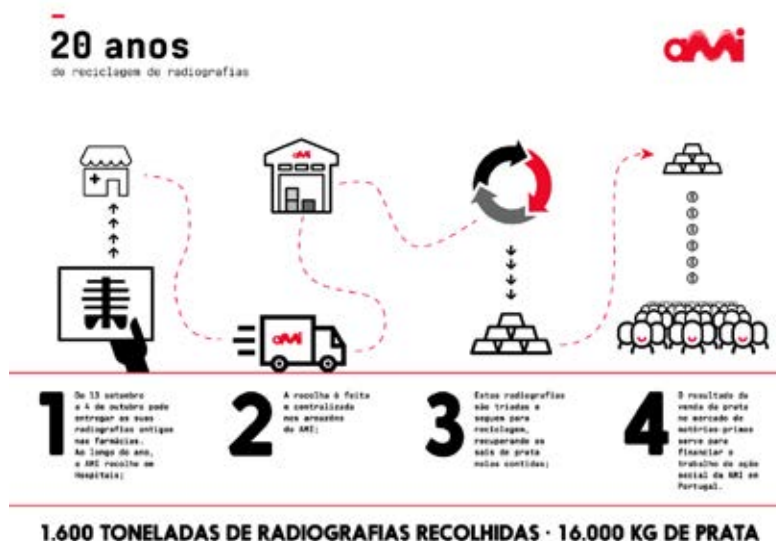 20 anos
de reciclagem de radiografias
aMi
aMi
aMi
1
De 13 setembro
a 4 de outubro pode
entregar as suas
radiografias antigas
nas farmácias.
Ao longo do ano,
a AMI recolhe em
Hospitais;
2
A recolha é feita
e centralizada
nos armazéns
da AMI;
3
Estas radiografias
são triadas e
seguem para
reciclagem,
recuperando os
sais de prata
nelas contidas;
4
O resultado da
venda da prata
no mercado de
matérias-primas
serve para
financiar o
trabalho de ação
social da AMI em
Portugal.
1.600 TONELADAS DE RADIOGRAFIAS RECOLHIDAS · 16.000 KG DE PRATA